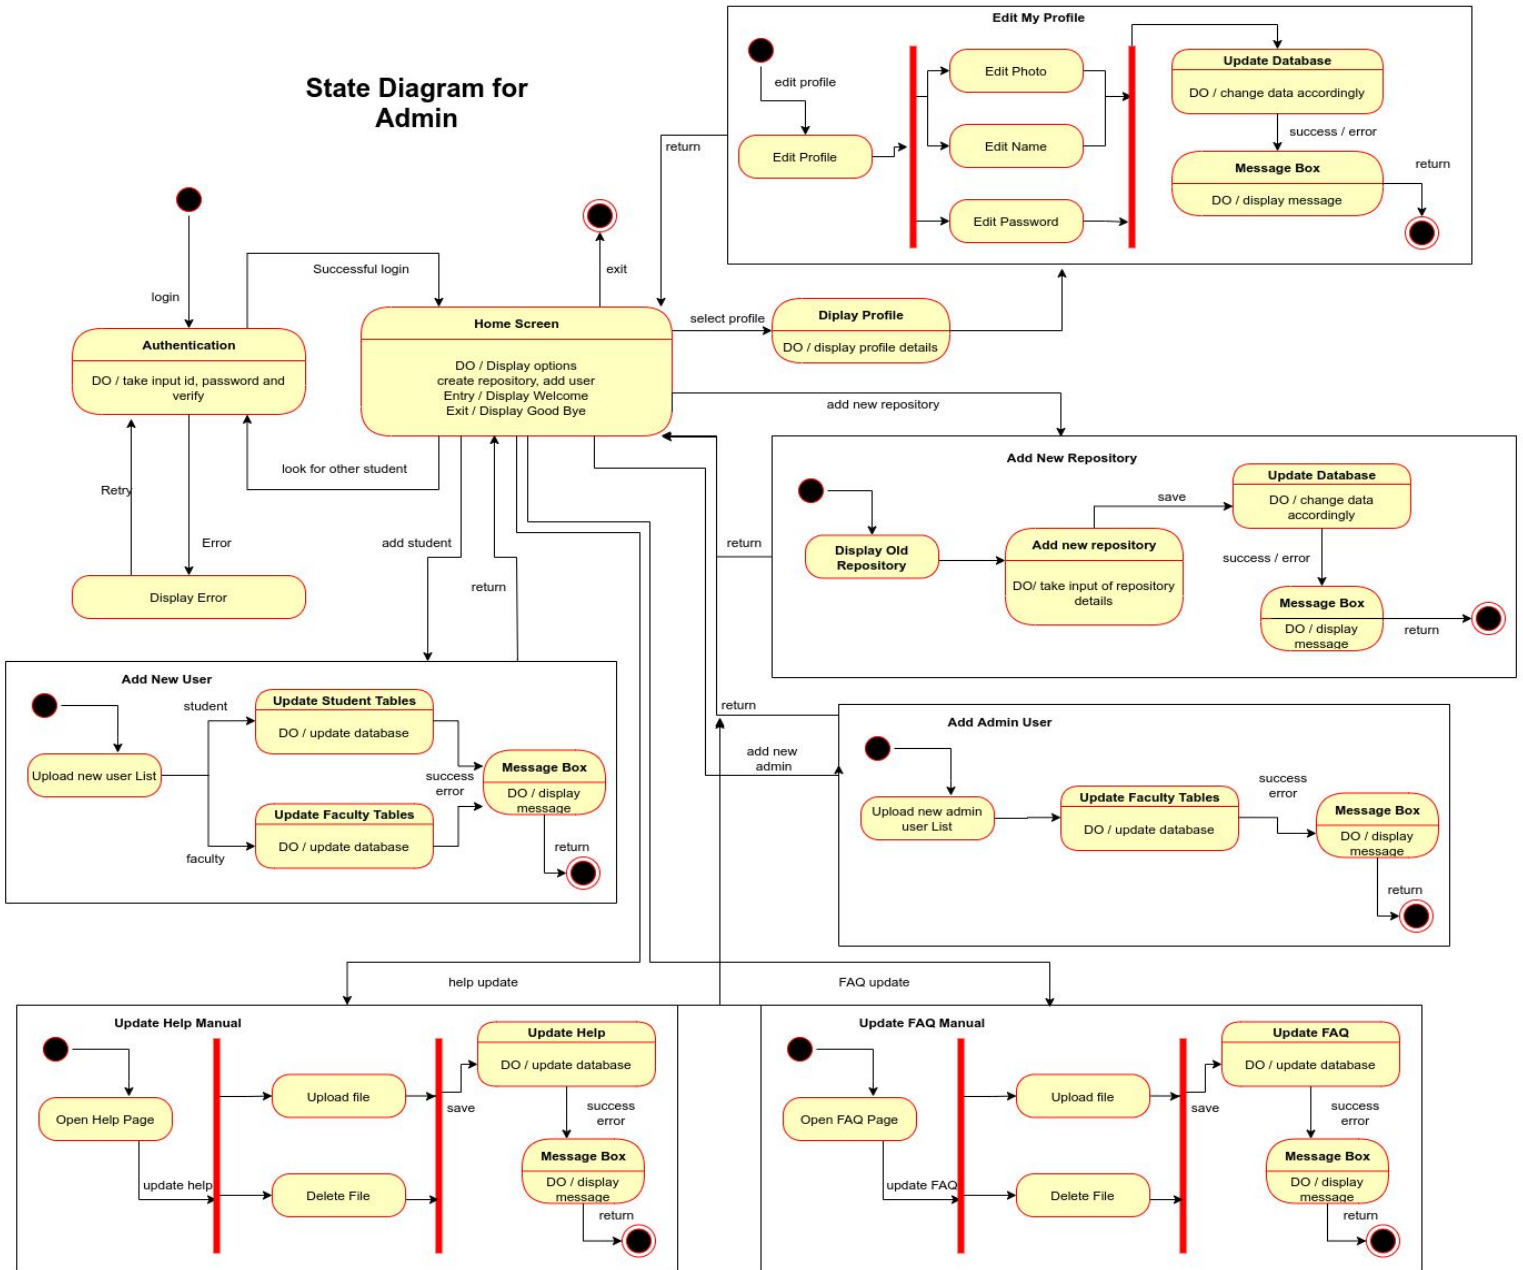 State Diagram for
Admin
login
Authentication
DO / take input id, password and
verify
Successful login
Retry
Error
Display Error
look for other student
exit
Home Screen
DO / Display options
create repository, add user
Entry / Display Welcome
Exit / Display Good Bye
return
select profile
Diplay Profile
DO / display profile details
Edit My Profile
edit profile
Edit Profile
Edit Photo
Edit Name
Edit Password
Update Database
DO / change data accordingly
success / error
Message Box
DO / display message
return
add new repository
Add New Repository
Display Old
Repository
Add new repository
DO/ take input of repository
details
save
Update Database
DO / change data
accordingly
success / error
Message Box
DO / display
message
return
return
add student
return
Add New User
Upload new user List
student
faculty
Update Student Tables
DO / update database
Update Faculty Tables
DO / update database
success
error
Message Box
DO / display
message
return
return
add new
admin
Add Admin User
Upload new admin
user List
Update Faculty Tables
DO / update database
success
error
Message Box
DO / display
message
return
help update
FAQ update
Update Help Manual
Open Help Page
update help
Upload file
Delete File
save
Update Help
DO / update database
success
error
Message Box
DO / display
message
return
Update FAQ Manual
Open FAQ Page
update FAQ
Upload file
Delete File
save
Update FAQ
DO / update database
success
error
Message Box
DO / display
message
return